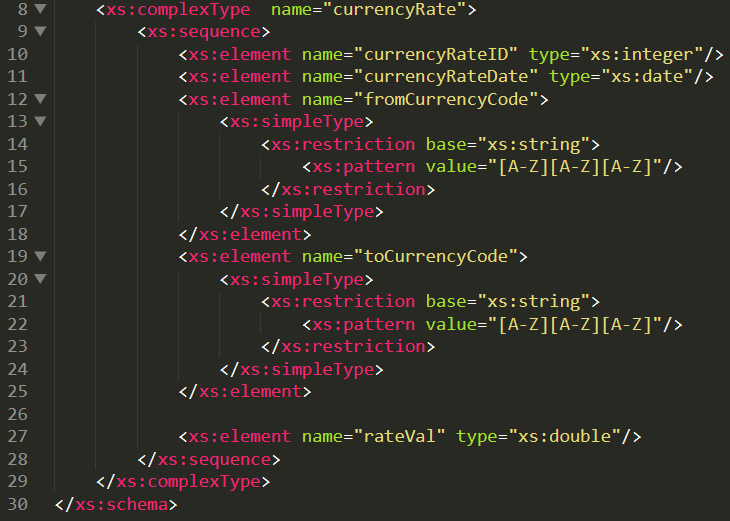 8 <xs:complexType  name="currencyRate">
9 <xs:sequence>
10 <xs:element name="currencyRateID" type="xs:integer"/>
11 <xs:element name="currencyRateDate" type="xs:date"/>
12 <xs:element name="fromCurrencyCode">
13 <xs:simpleType>
14 <xs:restriction base="xs:string">
15 <xs:pattern value="[A-Z][A-Z][A-Z]"/>
16 </xs:restriction>
17 </xs:simpleType>
18 </xs:element>
19 <xs:element name="toCurrencyCode">
20 <xs:simpleType>
21 <xs:restriction base="xs:string">
22 <xs:pattern value="[A-Z][A-Z][A-Z]"/>
23 </xs:restriction>
24 </xs:simpleType>
25 </xs:element>
26
27 <xs:element name="rateVal" type="xs:double"/>
28 </xs:sequence>
29 </xs:complexType>
30 </xs:schema>